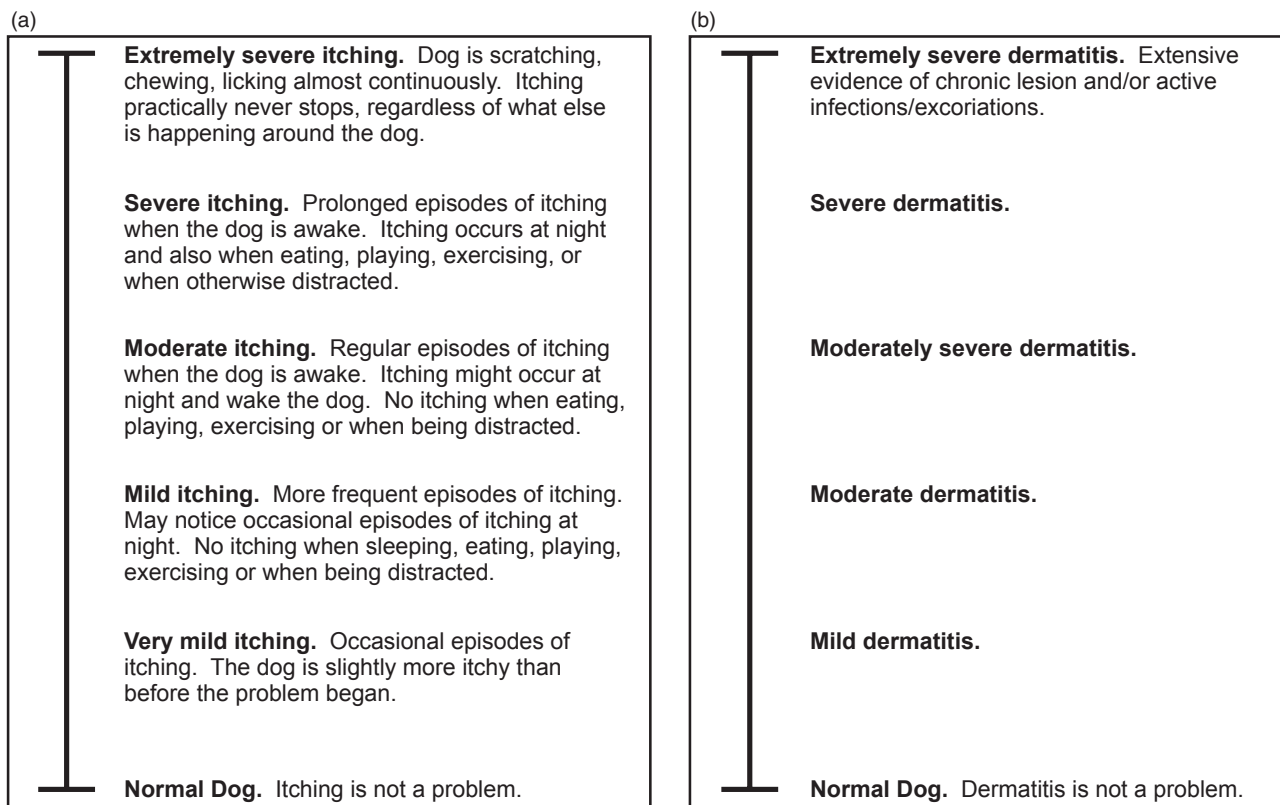 (a)
Extremely severe itching. Dog is scratching,
chewing, licking almost continuously. Itching
practically never stops, regardless of what else
is happening around the dog.
Severe itching. Prolonged episodes of itching
when the dog is awake. Itching occurs at night
and also when eating, playing, exercising, or
when otherwise distracted.
Moderate itching. Regular episodes of itching
when the dog is awake. Itching might occur at
night and wake the dog. No itching when eating,
playing, exercising or when being distracted.
Mild itching. More frequent episodes of itching.
May notice occasional episodes of itching at
night. No itching when sleeping, eating, playing,
exercising or when being distracted.
Very mild itching. Occasional episodes of
itching. The dog is slightly more itchy than
before the problem began.
Normal Dog. Itching is not a problem.
(b)
Extremely severe dermatitis. Extensive
evidence of chronic lesion and/or active
infections/excoriations.
Severe dermatitis.
Moderately severe dermatitis.
Moderate dermatitis.
Mild dermatitis.
Normal Dog. Dermatitis is not a problem.